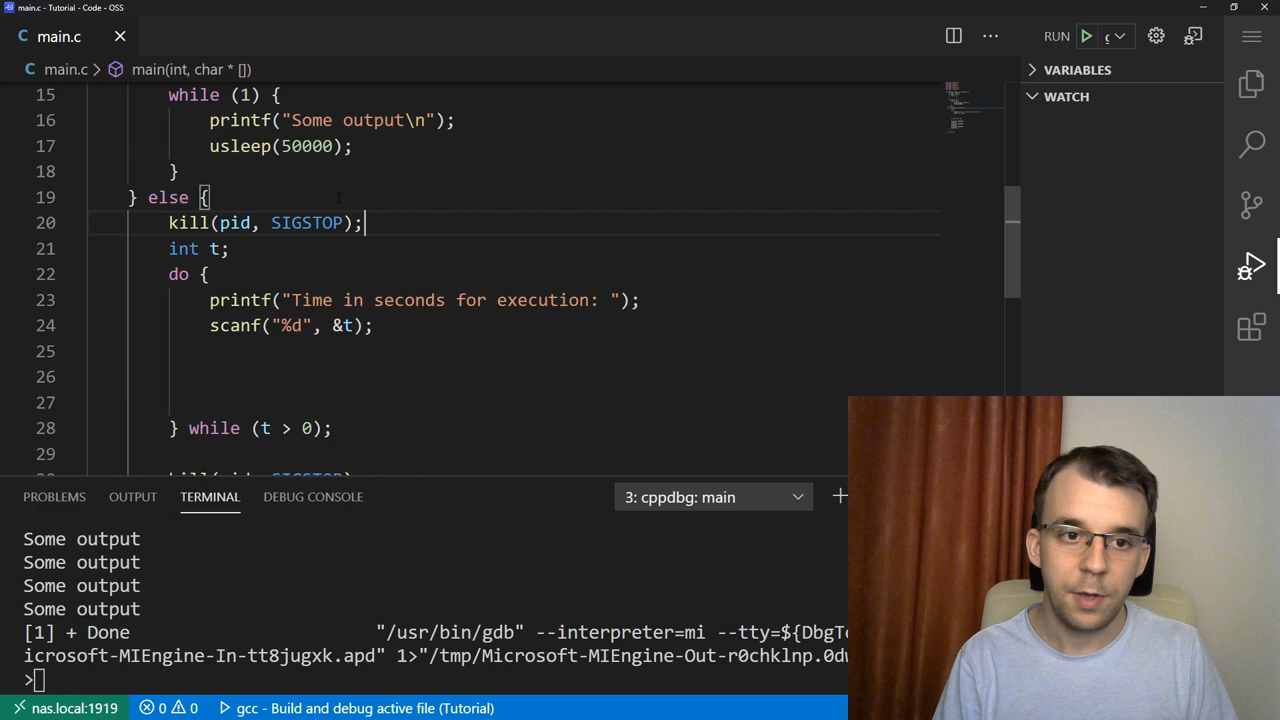 main.c - Tutorial - Code - OSS
C main.c
RUN
C main.c > main(int, char * [])
VARIABLES
WATCH
15 while (1) {
16 printf("Some output\n");
17 usleep(50000);
18 }
19 } else {
20 kill(pid, SIGSTOP);
21 int t;
22 do {
23 printf("Time in seconds for execution: ");
24 scanf("%d", &t);
25
26
27
28 } while (t > 0);
29
PROBLEMS OUTPUT TERMINAL DEBUG CONSOLE 3: cppdbg: main
Some output
Some output
Some output
Some output
[1] + Done "/usr/bin/gdb" --interpreter=mi --tty=${DbgTe
icrosoft-MIEngine-In-tt8jugxk.apd" 1>"/tmp/Microsoft-MIEngine-Out-r0chklnp.0dw
>
nas.local:1919 0 0 gcc - Build and debug active file (Tutorial)